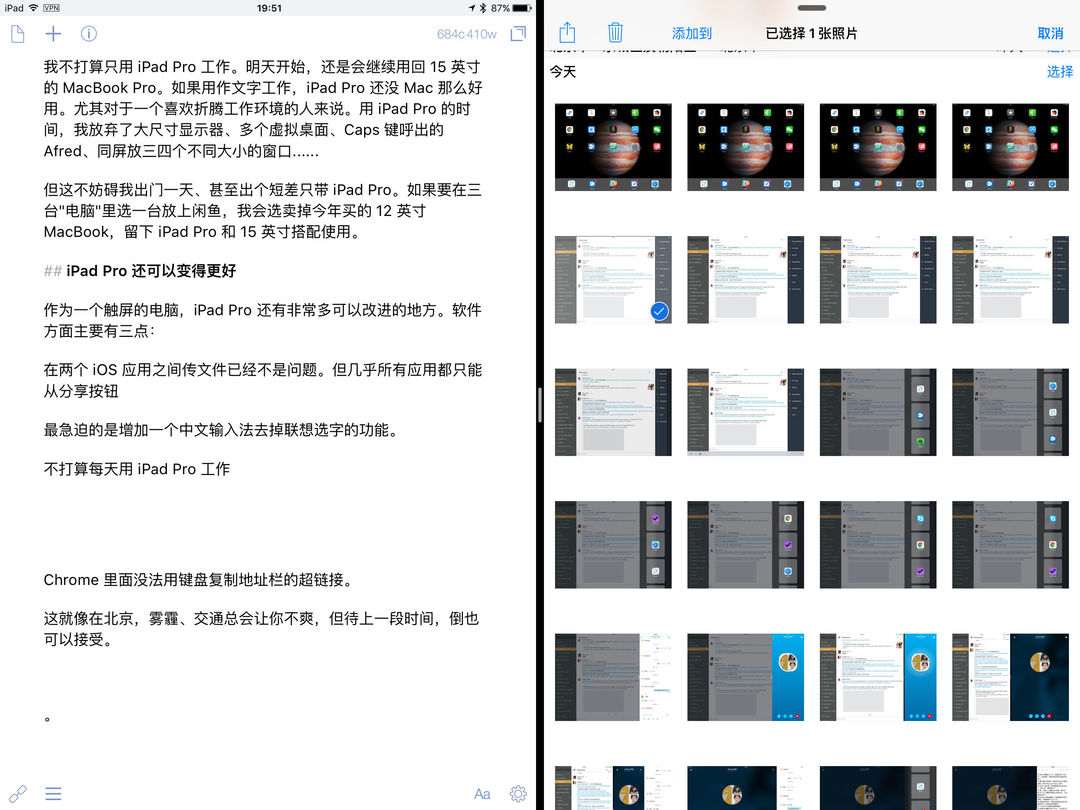 iPad VPN 19:51 87%
684c 410w
我不打算只用 iPad Pro 工作。明天开始，还是会继续用回 15 英寸
的 MacBook Pro。如果用作文字工作，iPad Pro 还没 Mac 那么好
用。尤其对于一个喜欢折腾工作环境的人来说。用 iPad Pro 的时
间，我放弃了大尺寸显示器、多个虚拟桌面、Caps 键呼出的
Afred、同屏放三四个不同大小的窗口……
但这不妨碍我出门一天、甚至出个短差只带 iPad Pro。如果要在三
台"电脑"里选一台放上闲鱼，我会选卖掉今年买的 12 英寸
MacBook，留下 iPad Pro 和 15 英寸搭配使用。
## iPad Pro 还可以变得更好
作为一个触屏的电脑，iPad Pro 还有非常多可以改进的地方。软件
方面主要有三点：
在两个 iOS 应用之间传文件已经不是问题。但几乎所有应用都只能
从分享按钮
最急迫的是增加一个中文输入法去掉联想选字的功能。
不打算每天用 iPad Pro 工作
Chrome 里面没法用键盘复制地址栏的超链接。
这就像在北京，雾霾、交通总会让你不爽，但待上一段时间，倒也
可以接受。
。
Aa
添加到 已选择 1 张照片 取消
今天 选择